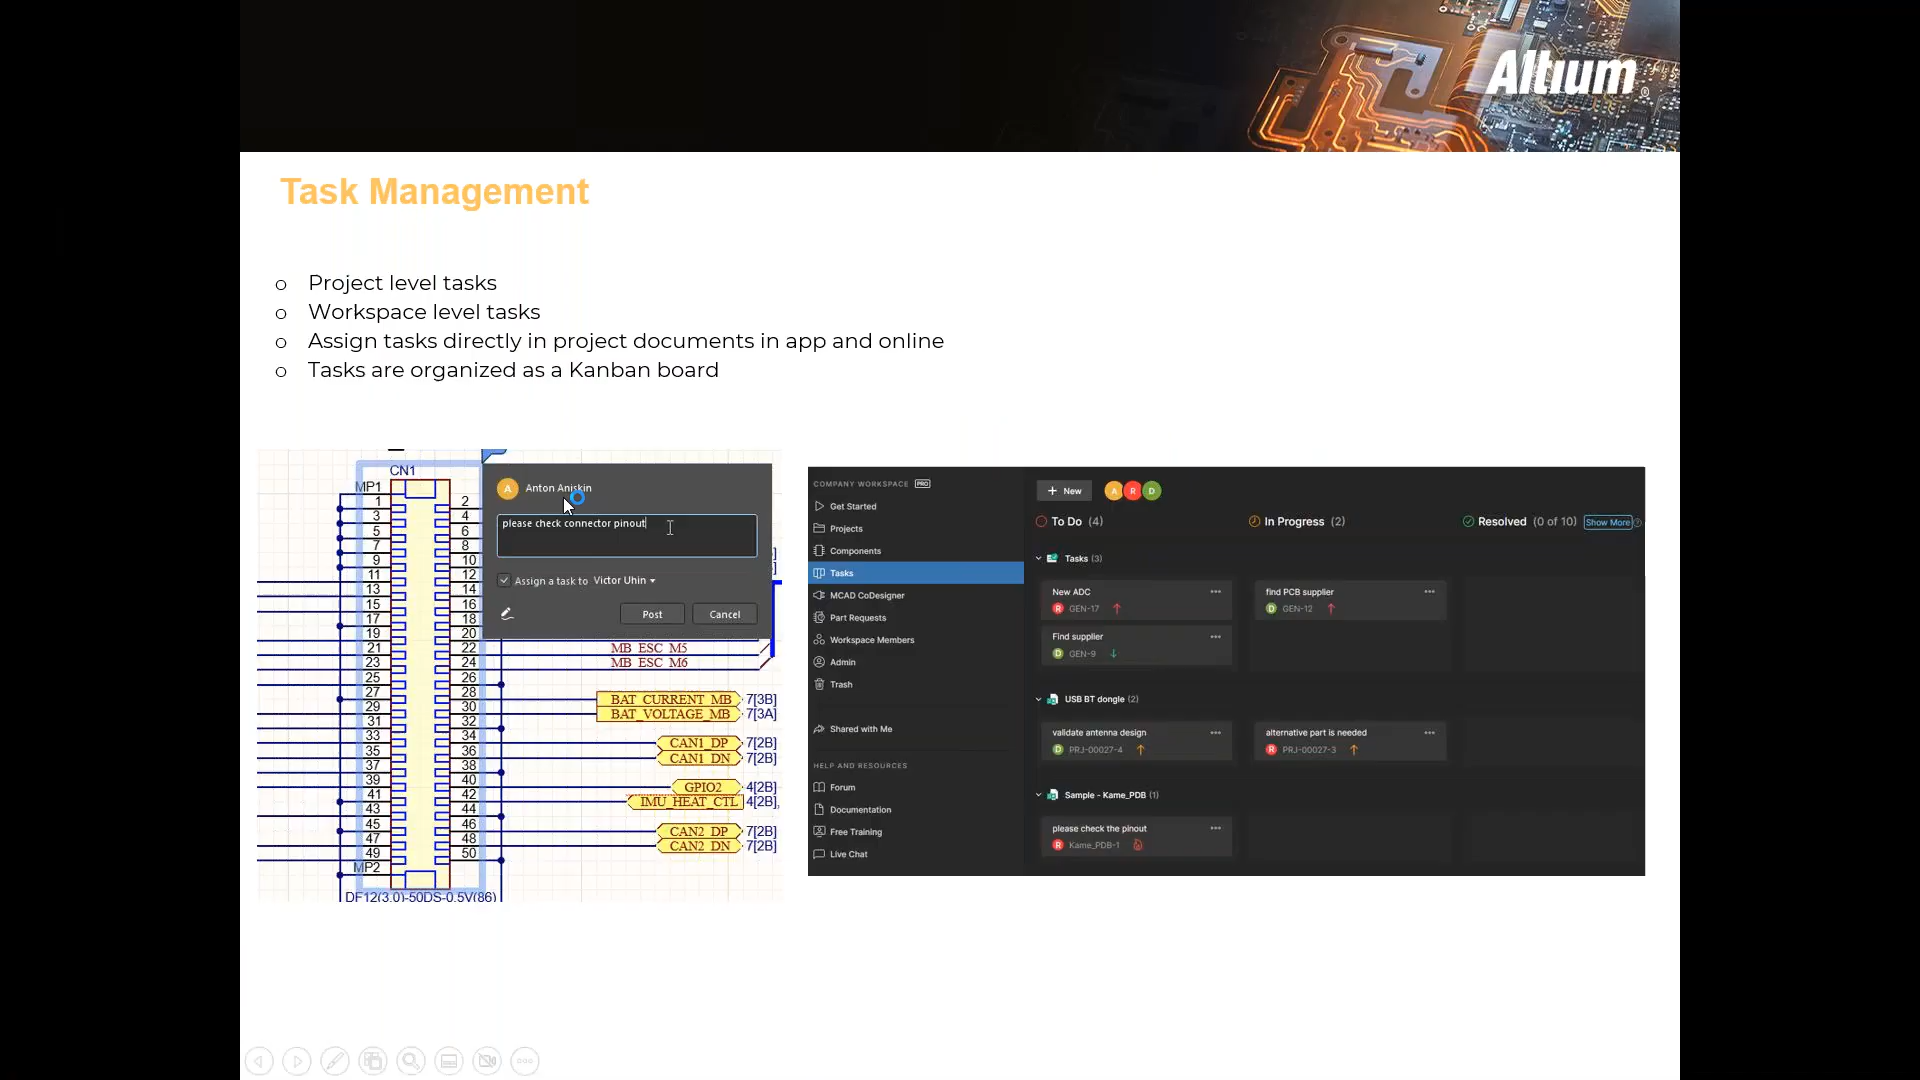 Altium
Task Management
o Project level tasks
o Workspace level tasks
o Assign tasks directly in project documents in app and online
o Tasks are organized as a Kanban board
CN1
MP1
1 2
3 4
5 6
7 8
9 10
11 12
13 14
15 16
17 18
19 20
21 22
23 24
25 26
27 28
29 30
31 32
33 34
35 36
37 38
39 40
41 42
43 44
45 46
47 48
49 50
MP2
DF12(3.0)-50DS-0.5V(86)
A Anton Aniskin
please check connector pinout
Assign a task to Victor Uhin
Post Cancel
MB_ESC_M5
MB_ESC_M6
BAT_CURRENT_MB 7[3B]
BAT_VOLTAGE_MB 7[3A]
CAN1_DP 7[2B]
CAN1_DN 7[2B]
GPIO2 4[2B]
IMU_HEAT_CTL 4[2B],
CAN2_DP 7[2B]
CAN2_DN 7[2B]
COMPANY WORKSPACE PRO
Get Started
Projects
Components
Tasks
MCAD CoDesigner
Part Requests
Workspace Members
Admin
Trash
Shared with Me
HELP AND RESOURCES
Forum
Documentation
Free Training
Live Chat
+ New A R D
To Do (4) In Progress (2) Resolved (0 of 10) Show More
Tasks (3)
New ADC ...
R GEN-17
find PCB supplier ...
D GEN-12
Find supplier ...
D GEN-9
USB BT dongle (2)
validate antenna design ...
D PRJ-00027-4
alternative part is needed ...
R PRJ-00027-3
Sample - Kame_PDB (1)
please check the pinout ...
R Kame_PDB-1